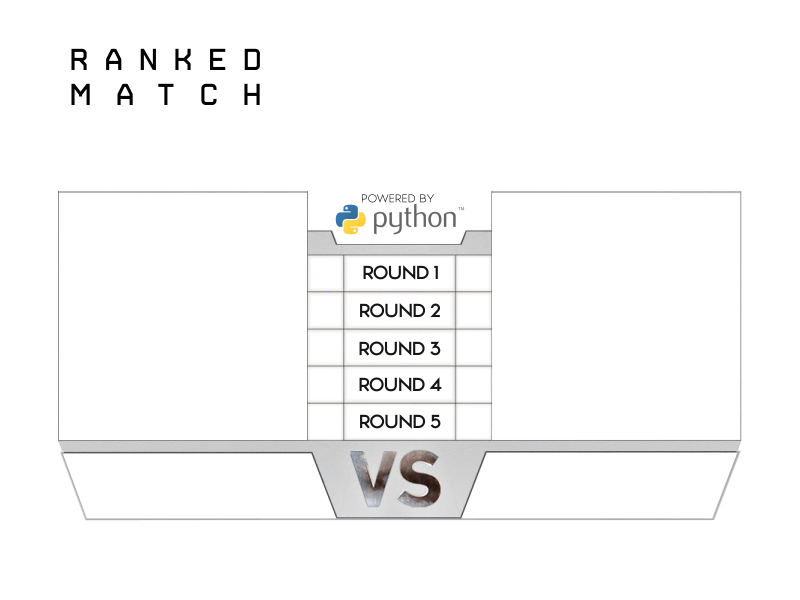 RANKED
MATCH
POWERED BY
python™
ROUND 1
ROUND 2
ROUND 3
ROUND 4
ROUND 5
VS